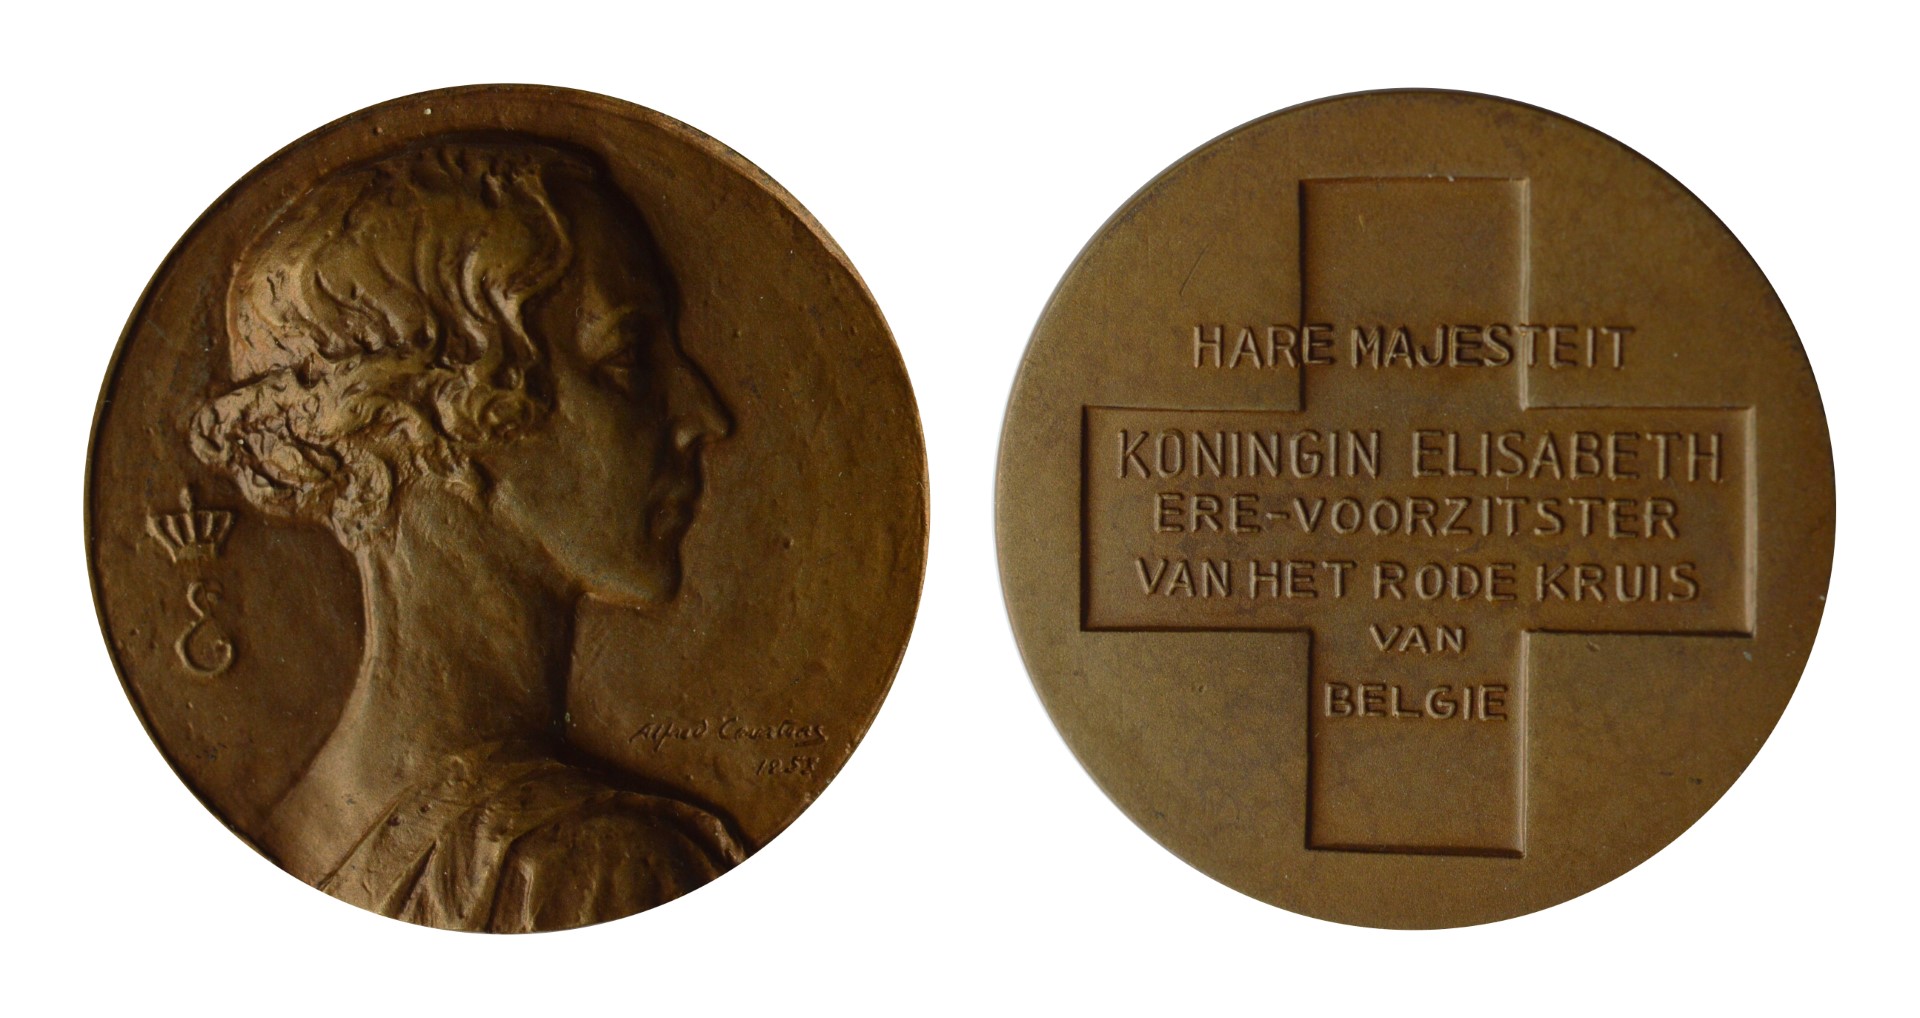 E
Alfred Courtens
HARE MAJESTEIT
KONINGIN ELISABETH
ERE-VOORZITSTER
VAN HET RODE KRUIS
VAN
BELGIE